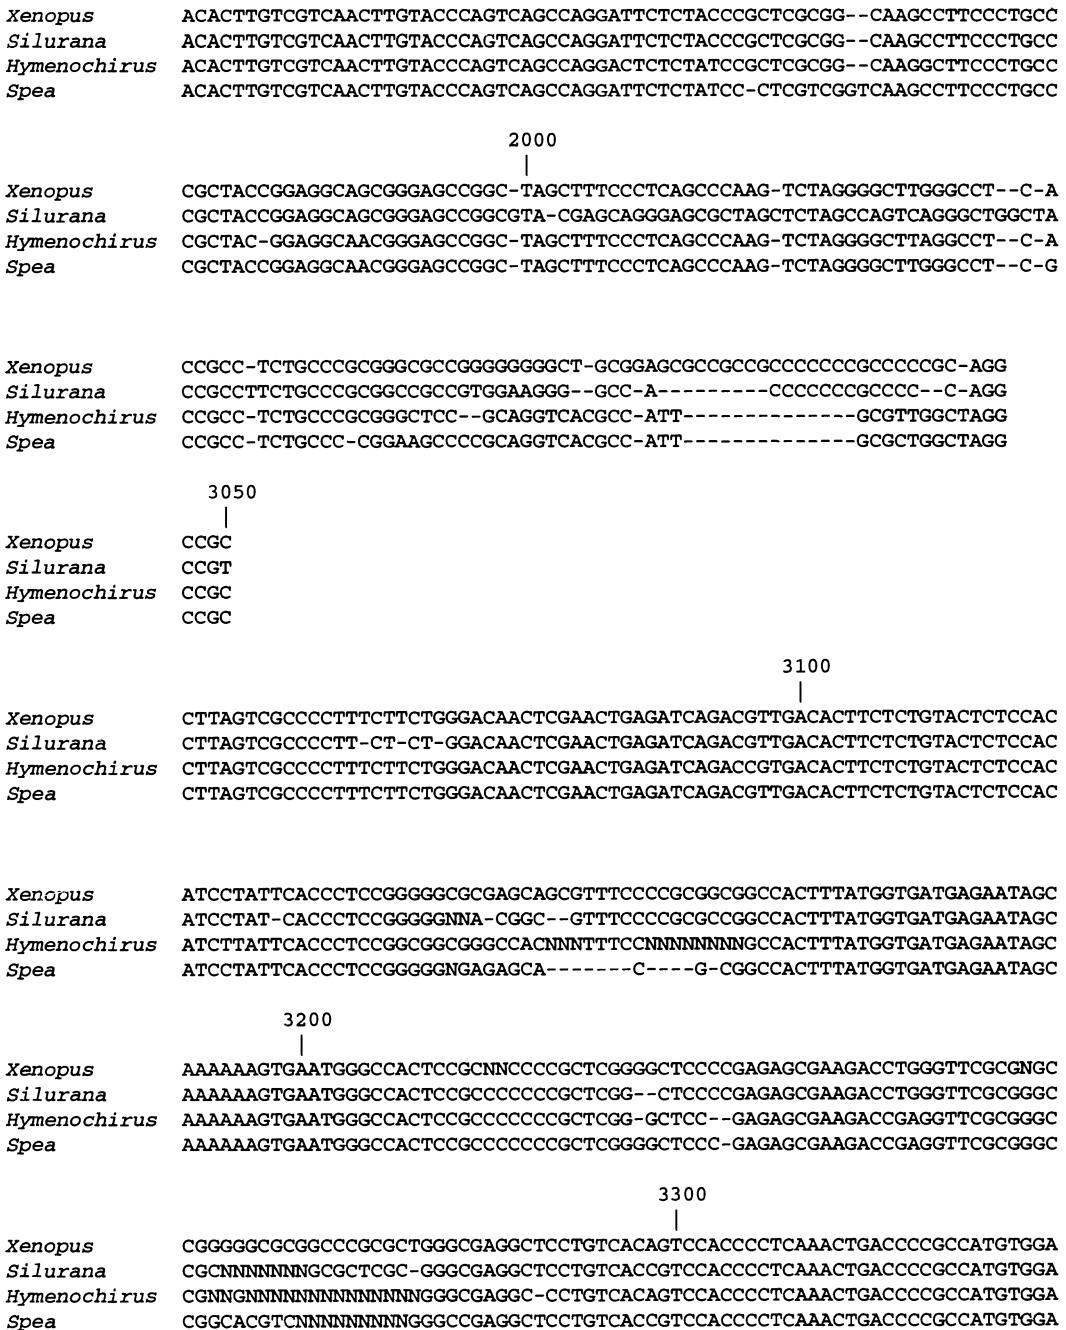 Xenopus ACACTTGTCGTCAACTTGTACCCAGTCAGCCAGGATTCTCTACCCGCTCGCGG--CAAGCCTTCCCTGCC
Silurana ACACTTGTCGTCAACTTGTACCCAGTCAGCCAGGATTCTCTACCCGCTCGCGG--CAAGCCTTCCCTGCC
Hymenochirus ACACTTGTCGTCAACTTGTACCCAGTCAGCCAGGACTCTCTATCCGCTCGCGG--CAAGGCTTCCCTGCC
Spea ACACTTGTCGTCAACTTGTACCCAGTCAGCCAGGATTCTCTATCC-CTCGTCGGTCAAGCCTTCCCTGCC
2000
|
Xenopus CGCTACCGGAGGCAGCGGGAGCCGGC-TAGCTTTCCCTCAGCCCAAG-TCTAGGGGCTTGGGCCT--C-A
Silurana CGCTACCGGAGGCAGCGGGAGCCGGCGTA-CGAGCAGGGAGCGCTAGCTCTAGCCAGTCAGGGCTGGCTA
Hymenochirus CGCTAC-GGAGGCAACGGGAGCCGGC-TAGCTTTCCCTCAGCCCAAG-TCTAGGGGCTTAGGCCT--C-A
Spea CGCTACCGGAGGCAACGGGAGCCGGC-TAGCTTTCCCTCAGCCCAAG-TCTAGGGGCTTGGGCCT--C-G
Xenopus CCGCC-TCTGCCCGCGGGCGCCGGGGGGGGCT-GCGGAGCGCCGCCGCCCCCCCCGCCCCCGC-AGG
Silurana CCGCCTTCTGCCCGCGGCCGCCGTGGAAGGG--GCC-A---------CCCCCCCGCCCC--C-AGG
Hymenochirus CCGCC-TCTGCCCGCGGGCTCC--GCAGGTCACGCC-ATT--------------GCGTTGGCTAGG
Spea CCGCC-TCTGCCC-CGGAAGCCCCGCAGGTCACGCC-ATT--------------GCGCTGGCTAGG
3050
|
Xenopus CCGC
Silurana CCGT
Hymenochirus CCGC
Spea CCGC
3100
|
Xenopus CTTAGTCGCCCCTTTCTTCTGGGACAACTCGAACTGAGATCAGACGTTGACACTTCTCTGTACTCTCCAC
Silurana CTTAGTCGCCCCTT-CT-CT-GGACAACTCGAACTGAGATCAGACGTTGACACTTCTCTGTACTCTCCAC
Hymenochirus CTTAGTCGCCCCTTTCTTCTGGGACAACTCGAACTGAGATCAGACCGTGACACTTCTCTGTACTCTCCAC
Spea CTTAGTCGCCCCTTTCTTCTGGGACAACTCGAACTGAGATCAGACGTTGACACTTCTCTGTACTCTCCAC
Xenopus ATCCTATTCACCCTCCGGGGGCGCGAGCAGCGTTTCCCCGCGGCGGCCACTTTATGGTGATGAGAATAGC
Silurana ATCCTAT-CACCCTCCGGGGGNNA-CGGC--GTTTCCCCGCGCCGGCCACTTTATGGTGATGAGAATAGC
Hymenochirus ATCTTATTCACCCTCCGGCGGCGGGCCACNNNTTTCCNNNNNNNNGCCACTTTATGGTGATGAGAATAGC
Spea ATCCTATTCACCCTCCGGGGGNGAGAGCA-------C----G-CGGCCACTTTATGGTGATGAGAATAGC
3200
|
Xenopus AAAAAAGTGAATGGGCCACTCCGCNNCCCCGCTCGGGGCTCCCCGAGAGCGAAGACCTGGGTTCGCGNGC
Silurana AAAAAAGTGAATGGGCCACTCCGCCCCCCCGCTCGG--CTCCCCGAGAGCGAAGACCTGGGTTCGCGGGC
Hymenochirus AAAAAAGTGAATGGGCCACTCCGCCCCCCCGCTCGG-GCTCC--GAGAGCGAAGACCGAGGTTCGCGGGC
Spea AAAAAAGTGAATGGGCCACTCCGCCCCCCCGCTCGGGGCTCCC-GAGAGCGAAGACCGAGGTTCGCGGGC
3300
|
Xenopus CGGGGGCGCGGCCCGCGCTGGGCGAGGCTCCTGTCACAGTCCACCCCTCAAACTGACCCCGCCATGTGGA
Silurana CGCNNNNNNNGCGCTCGC-GGGCGAGGCTCCTGTCACCGTCCACCCCTCAAACTGACCCCGCCATGTGGA
Hymenochirus CGNNGNNNNNNNNNNNNNNGGGCGAGGC-CCTGTCACAGTCCACCCCTCAAACTGACCCCGCCATGTGGA
Spea CGGCACGTCNNNNNNNNNGGGCCGAGGCTCCTGTCACCGTCCACCCCTCAAACTGACCCCGCCATGTGGA